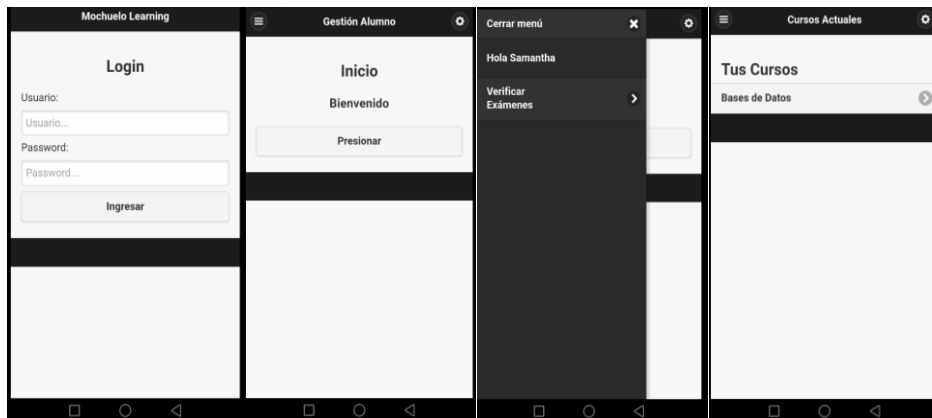 Mochuelo Learning
Login
Usuario:
Usuario...
Password:
Password...
Ingresar
Gestión Alumno
Inicio
Bienvenido
Presionar
Cerrar menú
Hola Samantha
Verificar
Exámenes
Cursos Actuales
Tus Cursos
Bases de Datos